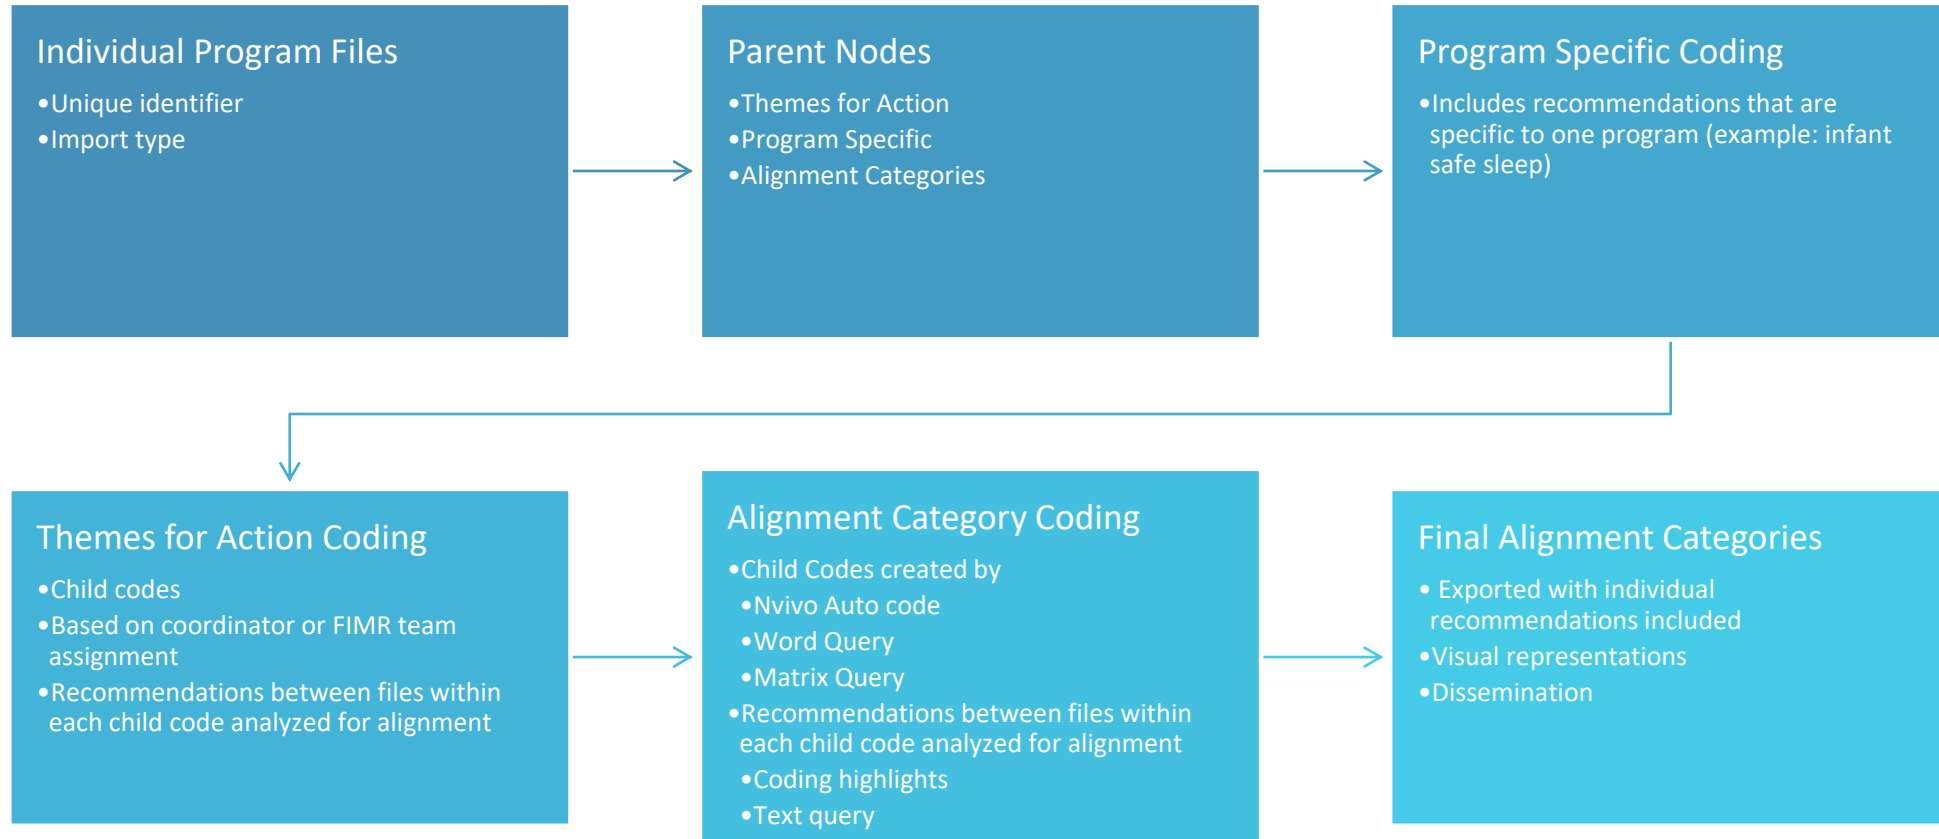 Individual Program Files
•Unique identifier
•Import type
Parent Nodes
•Themes for Action
•Program Specific
•Alignment Categories
Program Specific Coding
•Includes recommendations that are
specific to one program (example: infant
safe sleep)
Themes for Action Coding
•Child codes
•Based on coordinator or FIMR team
assignment
•Recommendations between files within
each child code analyzed for alignment
Alignment Category Coding
•Child Codes created by
•Nvivo Auto code
•Word Query
•Matrix Query
•Recommendations between files within
each child code analyzed for alignment
•Coding highlights
•Text query
Final Alignment Categories
• Exported with individual
recommendations included
•Visual representations
•Dissemination